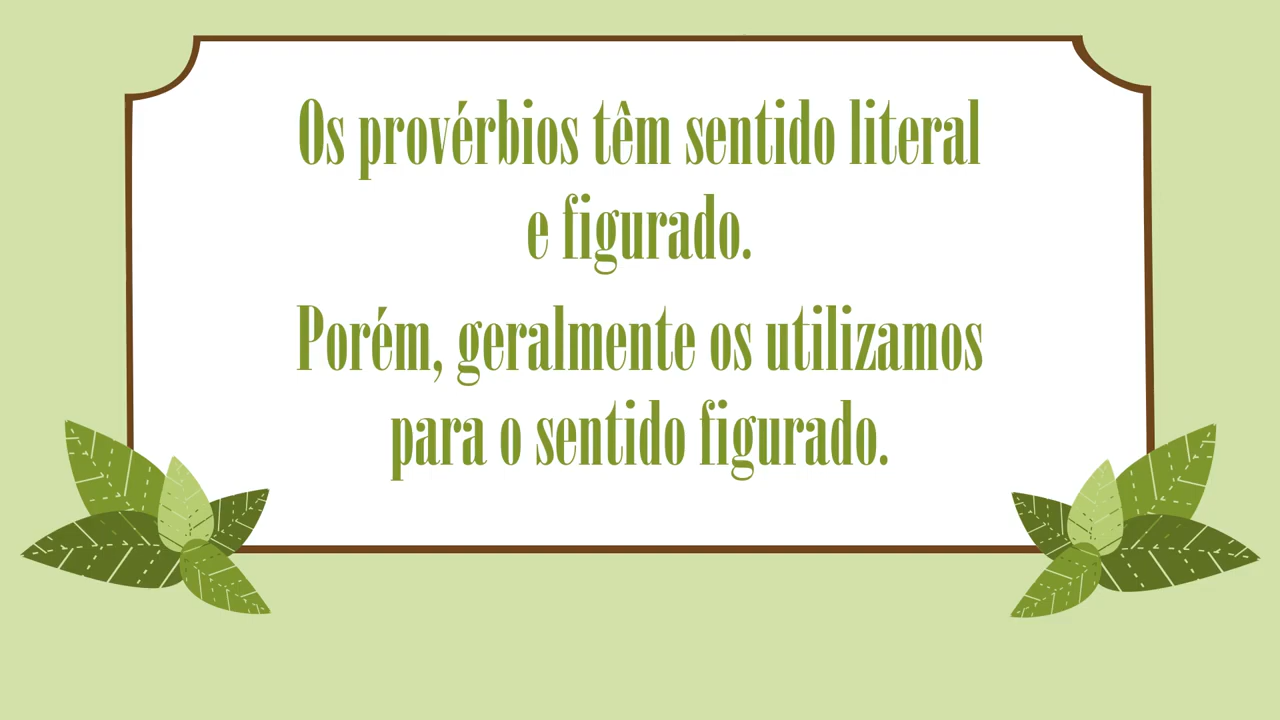 Os provérbios têm sentido literal
e figurado.
Porém, geralmente os utilizamos
para o sentido figurado.